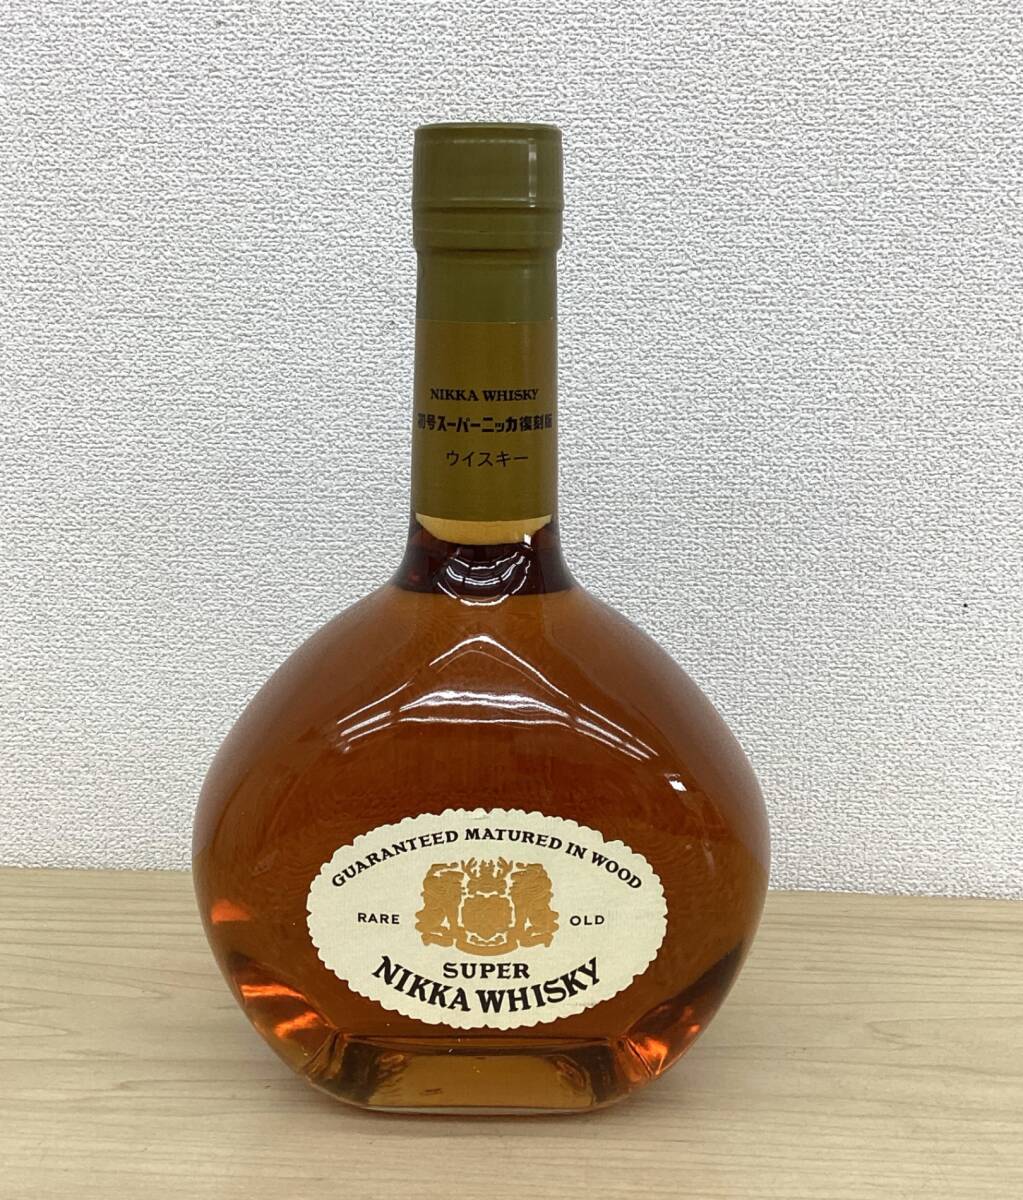 NIKKA WHISKY
初号スーパーニッカ復刻版
ウイスキー
GUARANTEED MATURED IN WOOD
RARE OLD
SUPER
NIKKA WHISKY